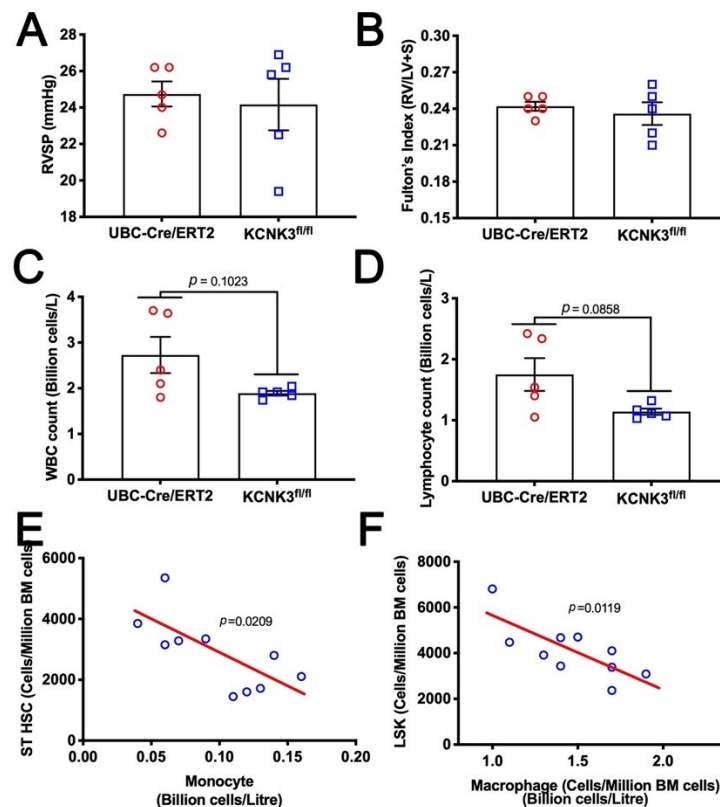 A
RVSP (mmHg)
26
24
22
20
18
UBC-Cre/ERT2
KCNK3fl/fl
B
Fulton's Index (RV/LV+S)
0.30
0.27
0.24
0.21
0.18
0.15
UBC-Cre/ERT2
KCNK3fl/fl
C
WBC count (Billion cells/L)
4
3
2
1
0
p = 0.1023
UBC-Cre/ERT2
KCNK3fl/fl
D
Lymphocyte count (Billion cells/L)
3
2
1
0
p = 0.0858
UBC-Cre/ERT2
KCNK3fl/fl
E
ST HSC (Cells/Million BM cells)
6000
4000
2000
0
p=0.0209
0.00 0.05 0.10 0.15 0.20
Monocyte
(Billion cells/Litre)
F
LSK (Cells/Million BM cells)
8000
6000
4000
2000
0
p=0.0119
1.0 1.5 2.0
Macrophage (Cells/Million BM cells)
(Billion cells/Litre)